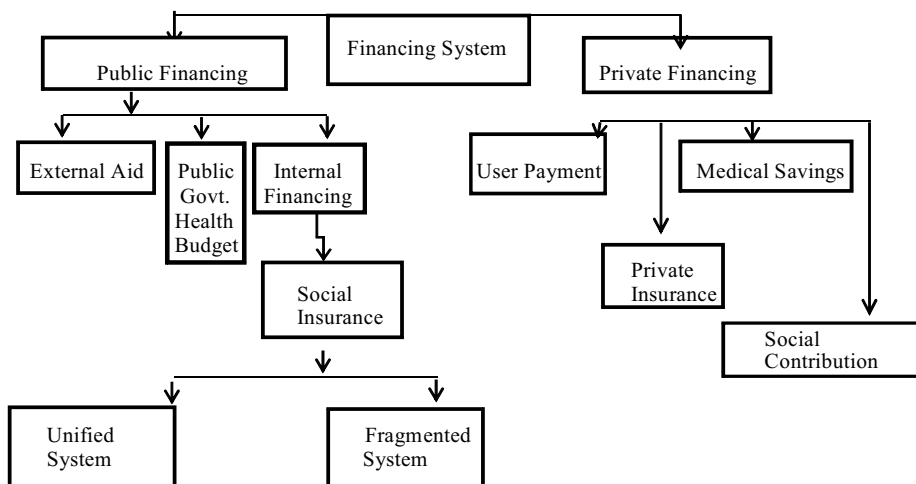 Financing System
Public Financing
Private Financing
External Aid
Public
Govt.
Health
Budget
Internal
Financing
User Payment
Medical Savings
Private
Insurance
Social
Insurance
Social
Contribution
Unified
System
Fragmented
System